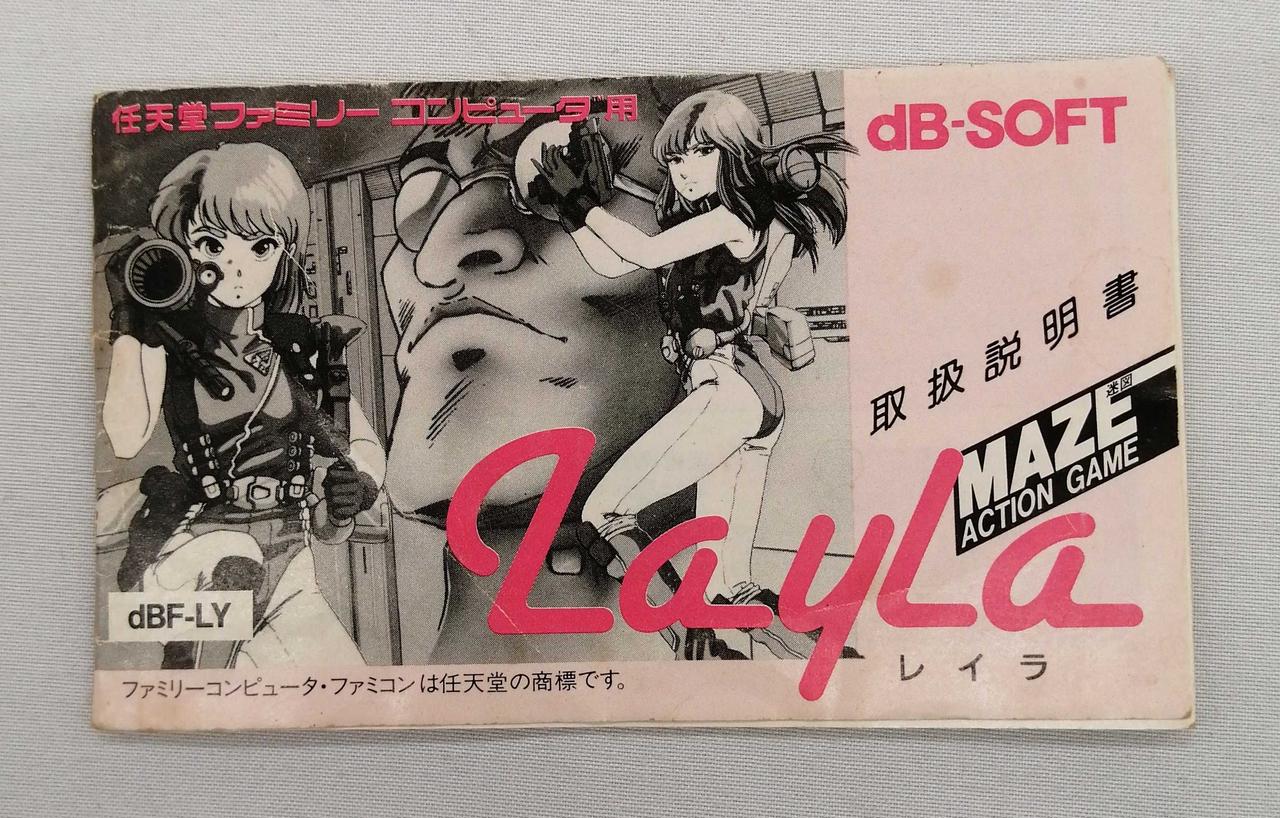 任天堂ファミリー コンピュータ用
dB-SOFT
取扱説明書
迷図
MAZE
ACTION GAME
Layla
レイラ
dBF-LY
ファミリーコンピュータ・ファミコンは任天堂の商標です。